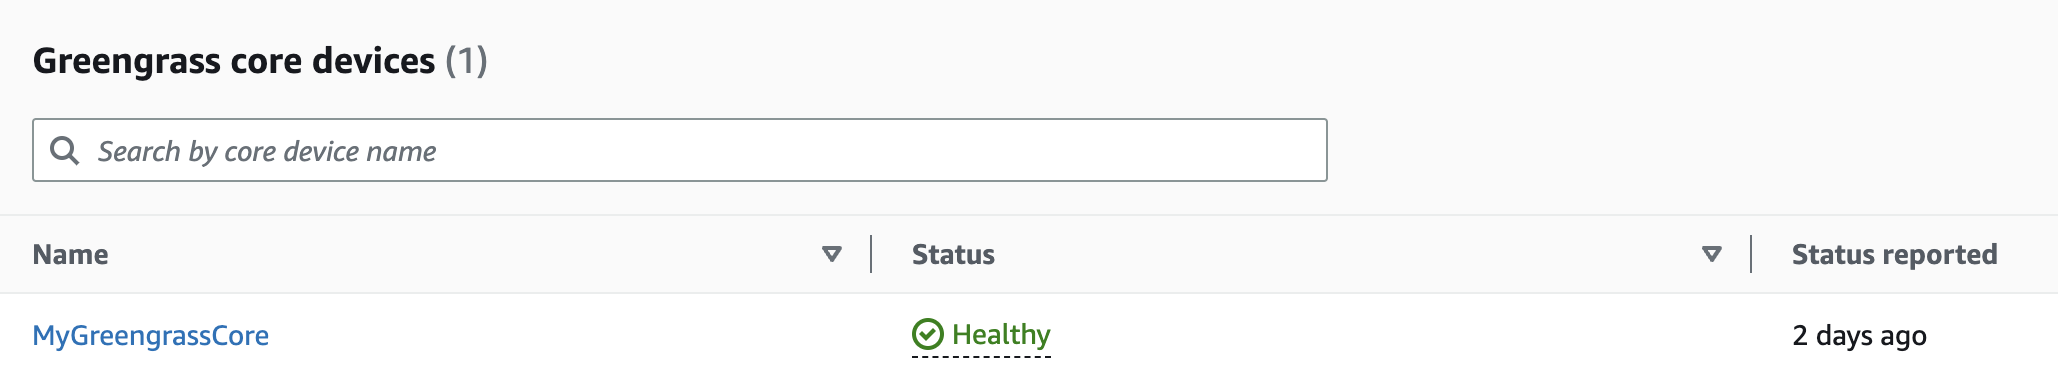 Greengrass core devices (1)
Search by core device name
Name Status Status reported
MyGreengrassCore Healthy 2 days ago